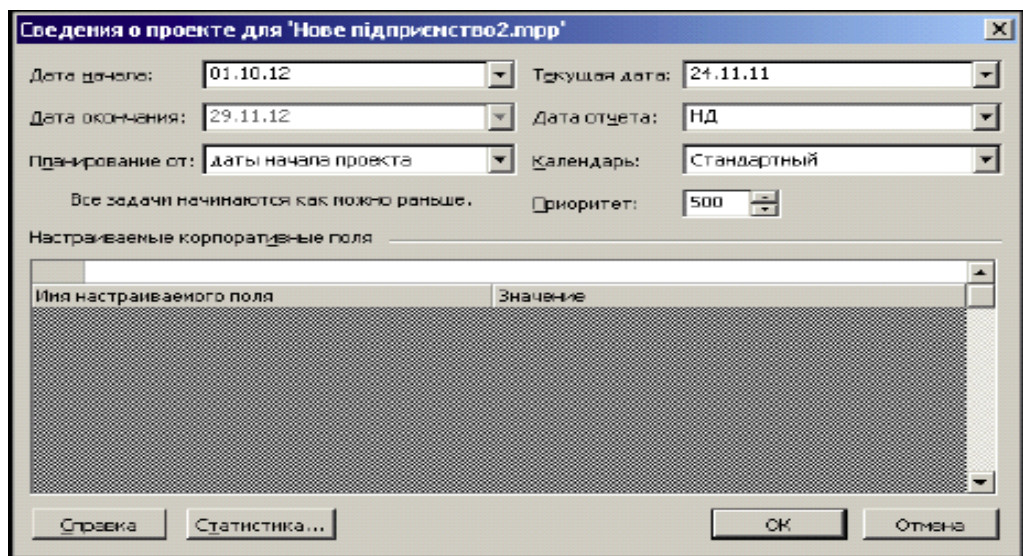 Сведения о проекте для 'Нове підприємство2.mpp'
Дата начала: 01.10.12 Текущая дата: 24.11.11
Дата окончания: 29.11.12 Дата отчета: НД
Планирование от: даты начала проекта Календарь: Стандартный
Все задачи начинаются как можно раньше. Приоритет: 500
Настраиваемые корпоративные поля
Имя настраиваемого поля Значение
Справка Статистика... ОК Отмена